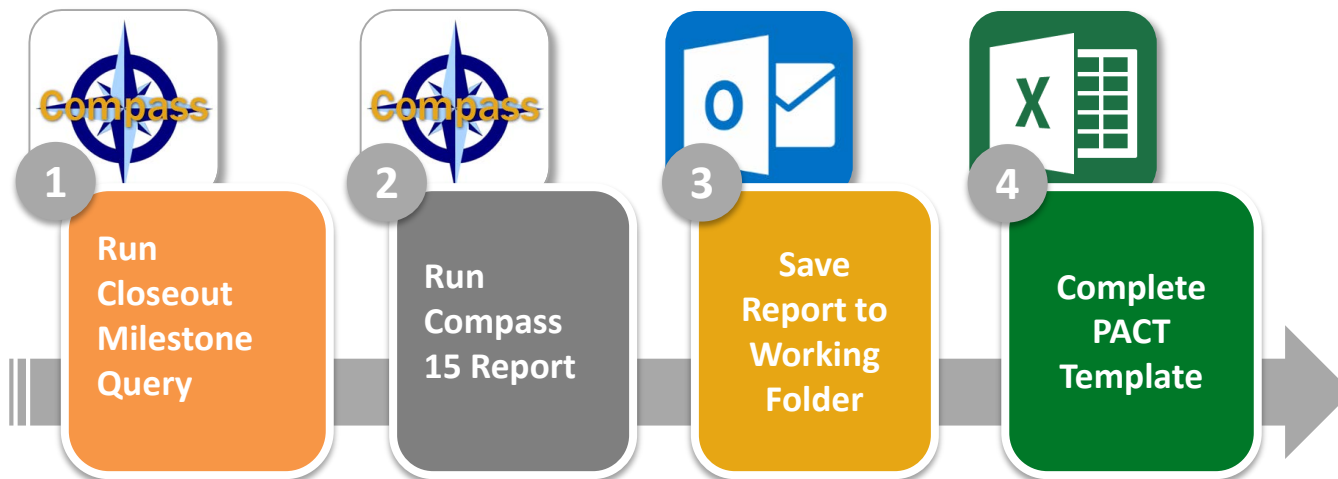 Compass
1
Run
Closeout
Milestone
Query
Compass
2
Run
Compass
15 Report
O
3
Save
Report to
Working
Folder
X
4
Complete
PACT
Template